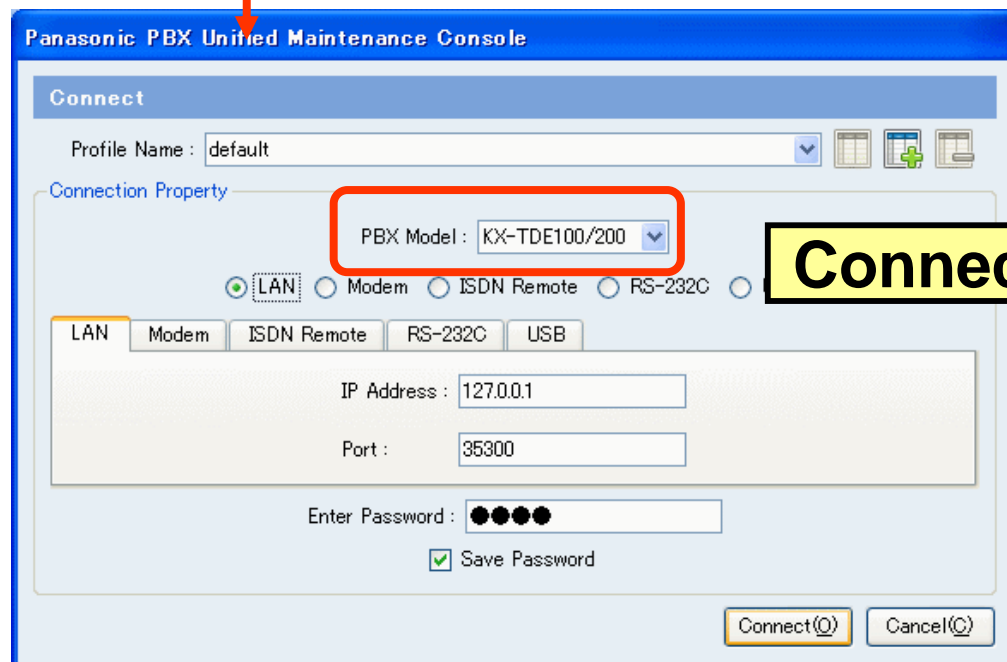 Panasonic PBX Unified Maintenance Console
Connect
Profile Name : default
Connection Property
PBX Model : KX-TDE100/200
Connec
LAN Modem ISDN Remote RS-232C
LAN Modem ISDN Remote RS-232C USB
IP Address : 127.0.0.1
Port : 35300
Enter Password : ●●●●
Save Password
Connect(O) Cancel(C)